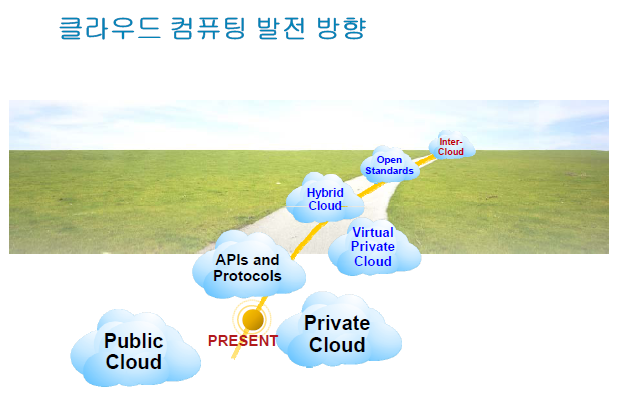 클라우드 컴퓨팅 발전 방향
Inter-
Cloud
Open
Standards
Hybrid
Cloud
Virtual
Private
Cloud
APIs and
Protocols
Private
Cloud
Public
Cloud
PRESENT